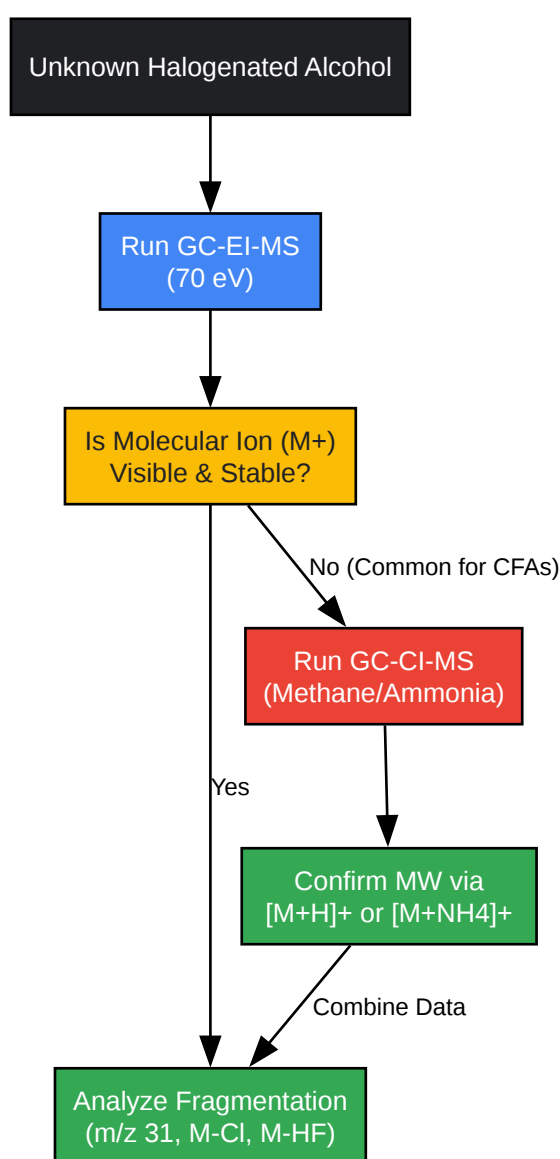 Unknown Halogenated Alcohol
Run GC-EI-MS
(70 eV)
Is Molecular Ion (M+)
Visible & Stable?
No (Common for CFAs)
Run GC-CI-MS
(Methane/Ammonia)
Yes
Confirm MW via
[M+H]+ or [M+NH4]+
Combine Data
Analyze Fragmentation
(m/z 31, M-Cl, M-HF)